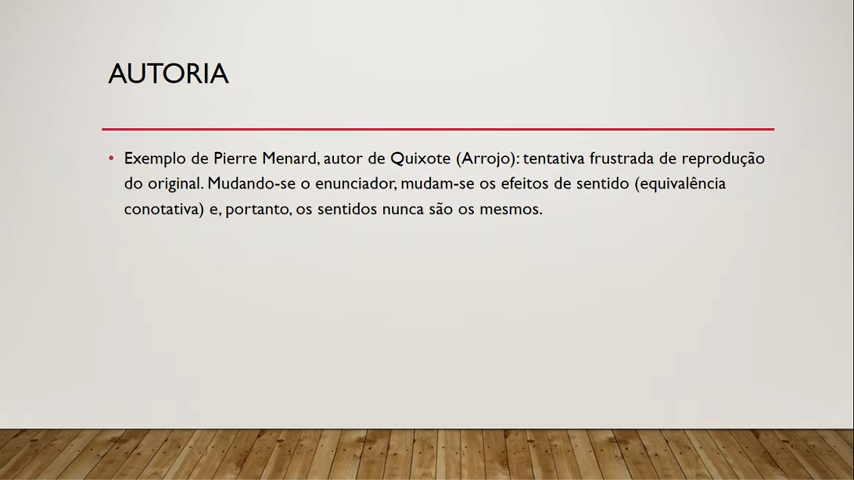 AUTORIA
• Exemplo de Pierre Menard, autor de Quixote (Arrojo): tentativa frustrada de reprodução
do original. Mudando-se o enunciador, mudam-se os efeitos de sentido (equivalência
conotativa) e, portanto, os sentidos nunca são os mesmos.